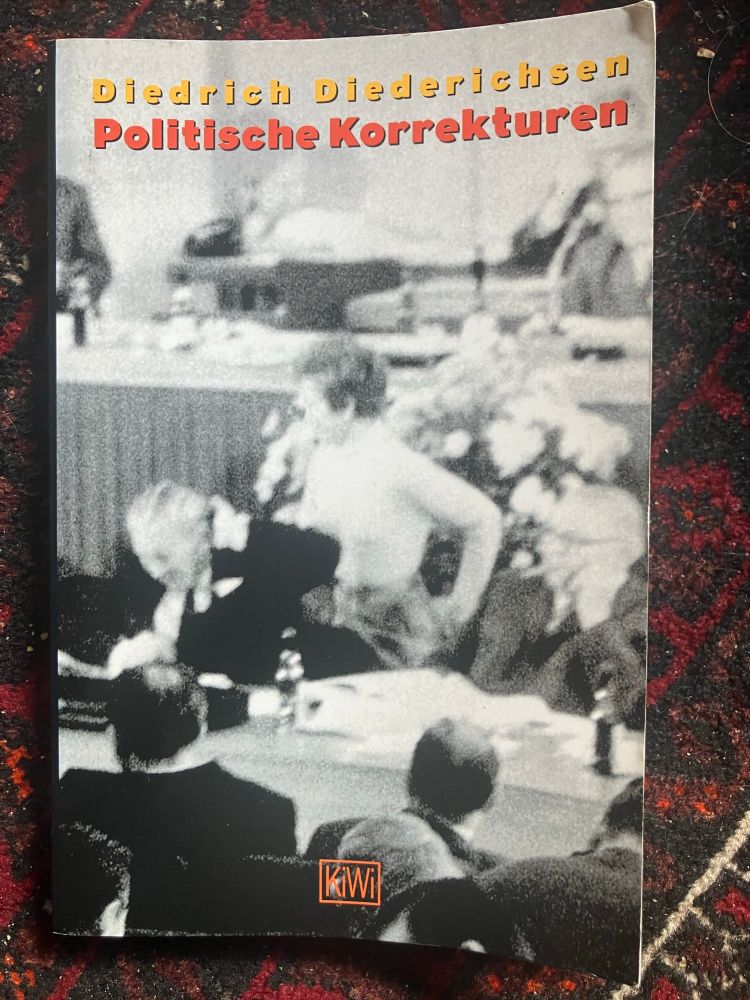 Diedrich Diederichsen
Politische Korrekturen
KiWi